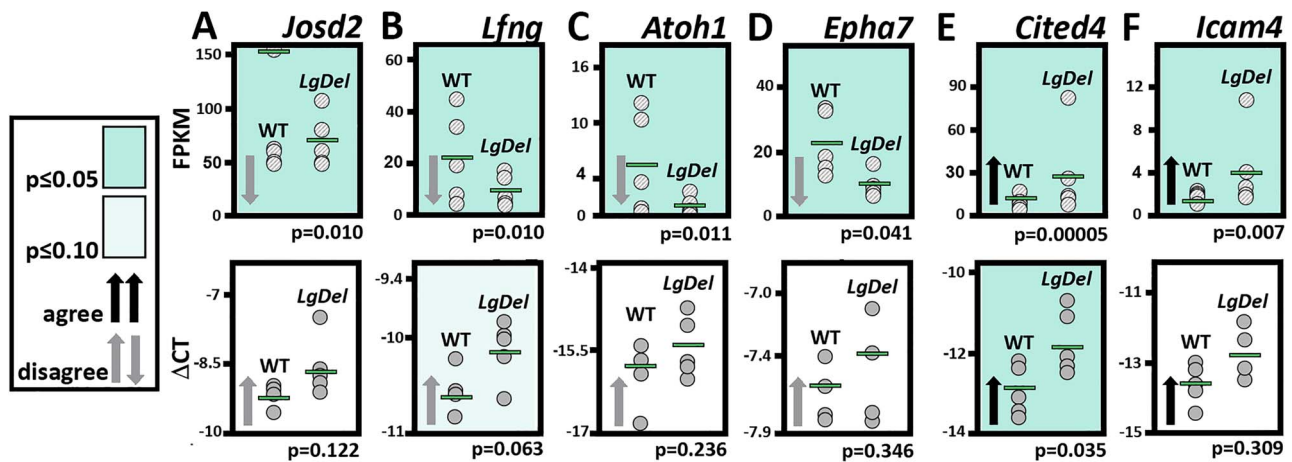 A Josd2
B Lfng
C Atoh1
D Epha7
E Cited4
F Icam4
p≤0.05
p≤0.10
agree
disagree
FPKM
150
100
50
0
WT
LgDel
p=0.010
60
40
20
0
WT
LgDel
p=0.010
16
12
8
4
0
WT
LgDel
p=0.011
40
20
0
WT
LgDel
p=0.041
90
60
30
0
WT
LgDel
p=0.00005
12
8
4
0
WT
LgDel
p=0.007
ΔCT
-7
-8.5
-10
WT
LgDel
p=0.122
-9.4
-10
-11
WT
LgDel
p=0.063
-14
-15.5
-17
WT
LgDel
p=0.236
-7.0
-7.4
-7.9
WT
LgDel
p=0.346
-10
-12
-14
WT
LgDel
p=0.035
-11
-13
-15
WT
LgDel
p=0.309